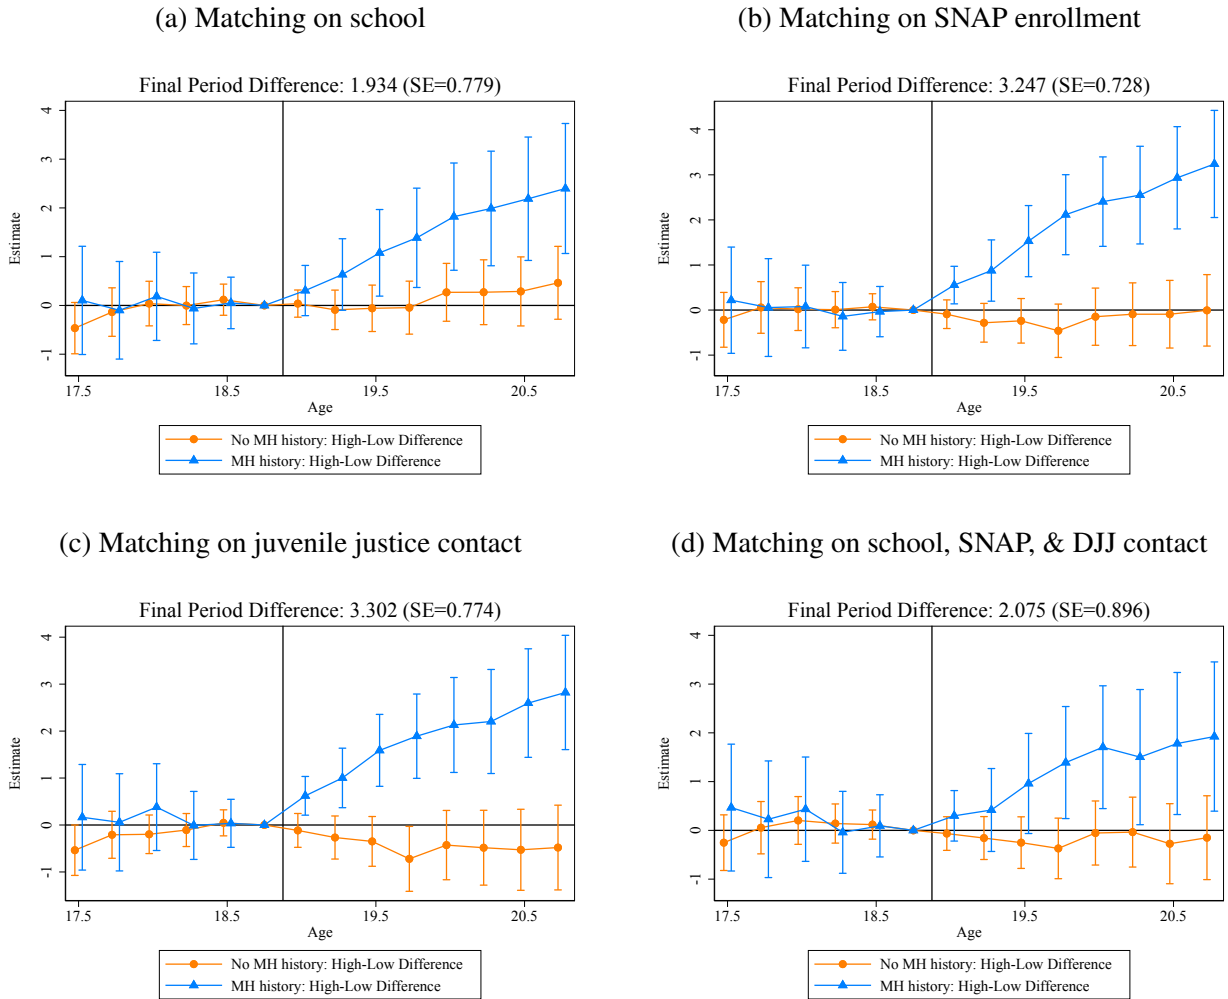 (a) Matching on school
Final Period Difference: 1.934 (SE=0.779)
Estimate
4
3
2
1
0
-1
17.5 18.5 19.5 20.5
Age
No MH history: High-Low Difference
MH history: High-Low Difference
(b) Matching on SNAP enrollment
Final Period Difference: 3.247 (SE=0.728)
Estimate
4
3
2
1
0
-1
17.5 18.5 19.5 20.5
Age
No MH history: High-Low Difference
MH history: High-Low Difference
(c) Matching on juvenile justice contact
Final Period Difference: 3.302 (SE=0.774)
Estimate
4
3
2
1
0
-1
17.5 18.5 19.5 20.5
Age
No MH history: High-Low Difference
MH history: High-Low Difference
(d) Matching on school, SNAP, & DJJ contact
Final Period Difference: 2.075 (SE=0.896)
Estimate
4
3
2
1
0
-1
17.5 18.5 19.5 20.5
Age
No MH history: High-Low Difference
MH history: High-Low Difference